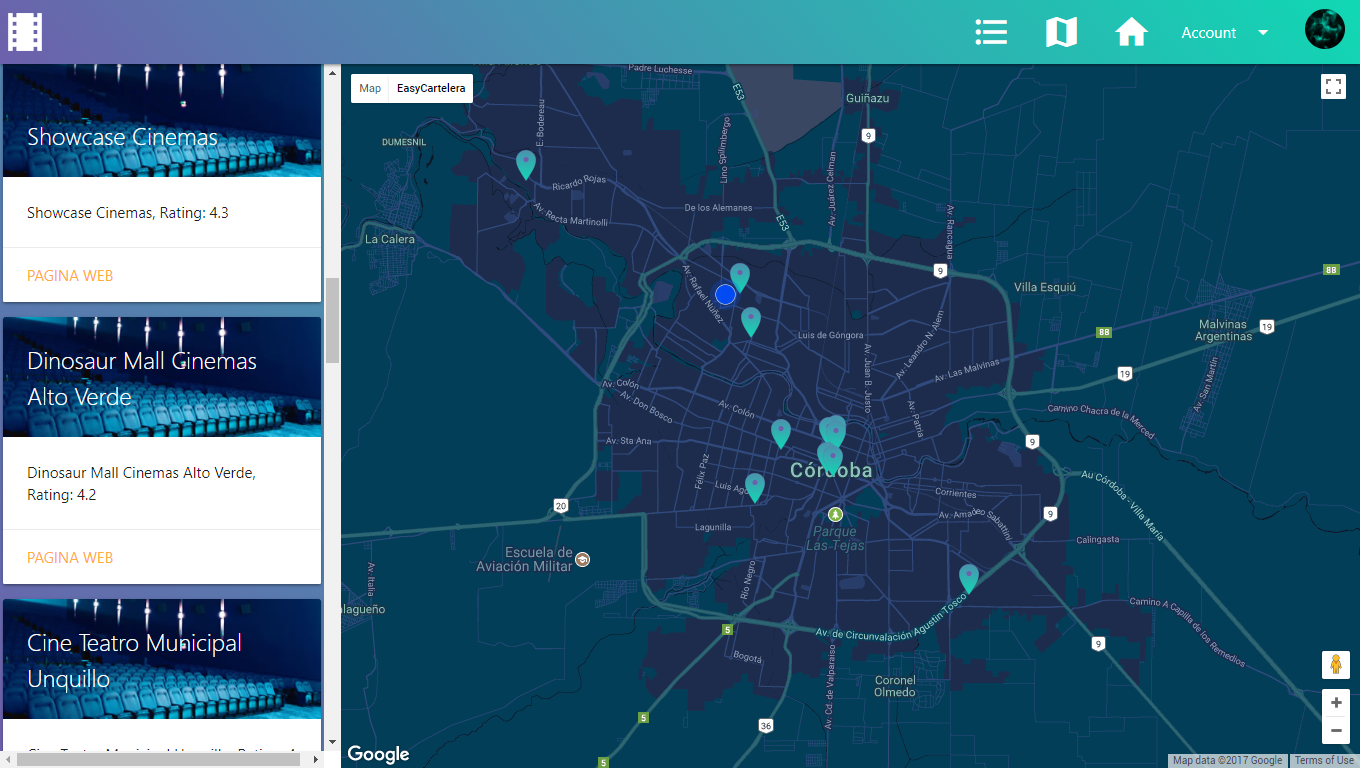 Account
Showcase Cinemas
Showcase Cinemas, Rating: 4.3
PAGINA WEB
Dinosaur Mall Cinemas
Alto Verde
Dinosaur Mall Cinemas Alto Verde,
Rating: 4.2
PAGINA WEB
Cine Teatro Municipal
Unquillo
Map
EasyCartelera
Padre Luchesse
E53
Guiñazu
9
E. Bodereau
Lino Spilimbergo
DUMESNIL
Av. Juárez Celman
Ricardo Rojas
Av. Recta Martinolli
De los Alemanes
E53
Av. Rancagua
La Calera
Av. Rafael Núñez
9
88
Villa Esquiú
Malvinas
Argentinas
19
88
Luis de Góngora
Av. Leandro N. Alem
Av. Juan B. Justo
Av. Las Malvinas
19
Av. San Martín
Av. Colón
Av. Don Bosco
Av. Colón
Av. Patria
Camino Chacra de la Merced
Av. Sta Ana
9
Félix Paz
Córdoba
Au Córdoba - Villa María
Luis Ago
Corrientes
20
Av. Amadeo Sabattini
9
Lagunilla
Parque
Las Tejas
Calingasta
Escuela de
Aviación Militar
Av. Italia
Río Negro
alagueño
Camino A Capilla de los Remedios
5
Av. de Circunvalación Agustín Tosco
9
Bogotá
Av. Cd. de Valparaiso
Coronel
Olmedo
5
36
5
Google
Map data ©2017 Google
Terms of Use